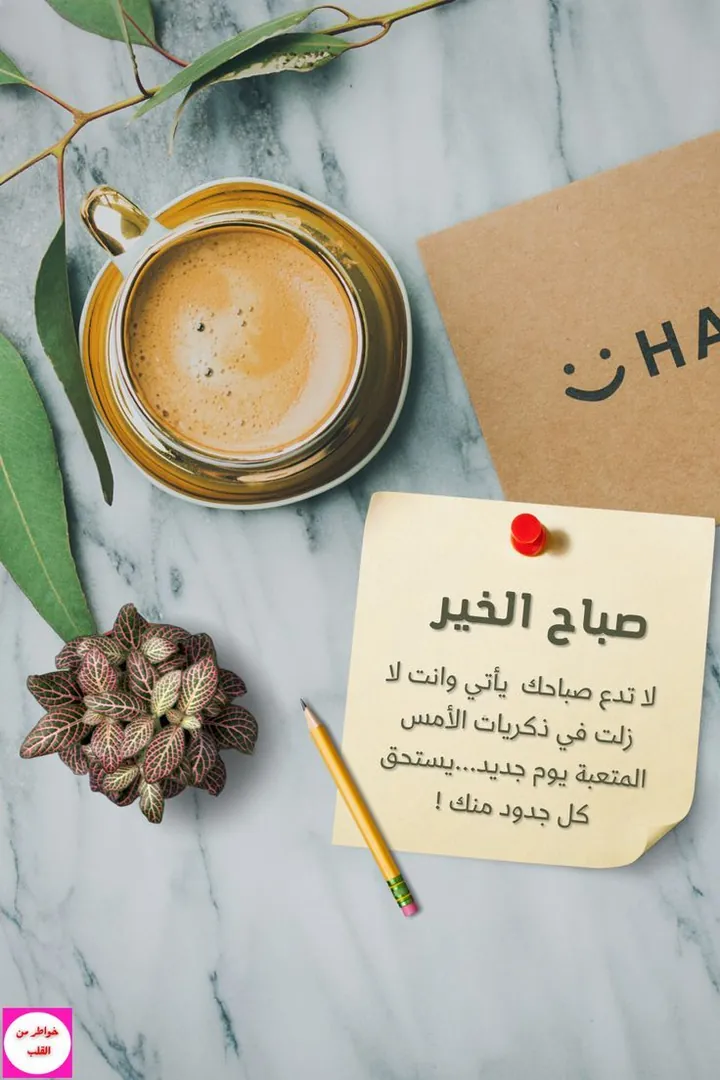 HA
صباح الخير
لا تدع صباحك يأتي وانت لا
زلت في ذكريات الأمس
المتعبة يوم جديد...يستحق
كل جدود منك !
خواطر من
القلب